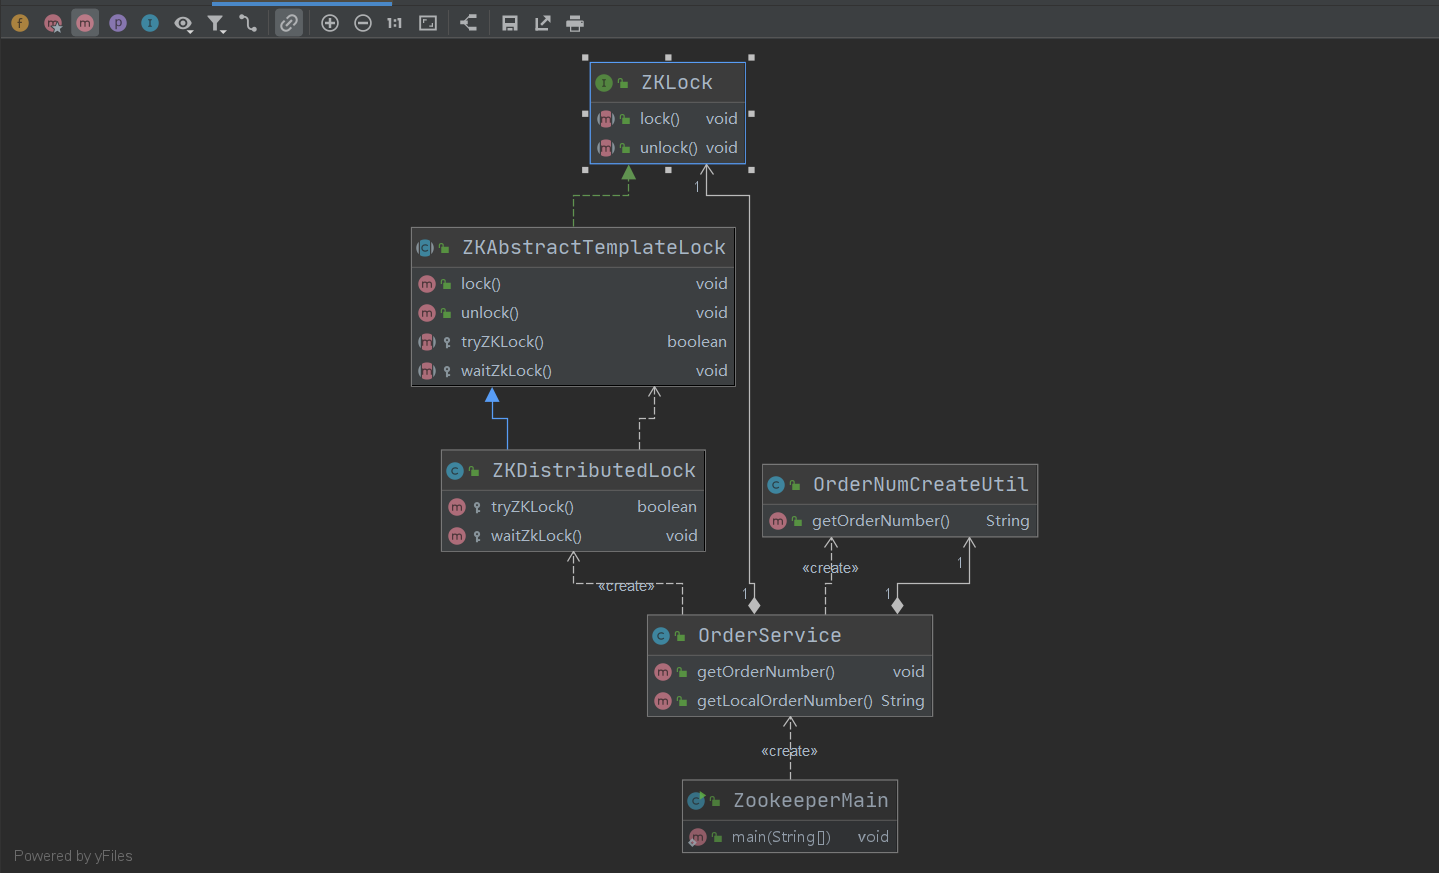 f m m p I 1:1
I ZKLock
m lock() void
m unlock() void
1
C ZKAbstractTemplateLock
m lock() void
m unlock() void
m tryZKLock() boolean
m waitZkLock() void
C ZKDistributedLock
m tryZKLock() boolean
m waitZkLock() void
C OrderNumCreateUtil
m getOrderNumber() String
«create»
1
«create»
1
1
C OrderService
m getOrderNumber() void
m getLocalOrderNumber() String
«create»
C ZookeeperMain
m main(String[]) void
Powered by yFiles